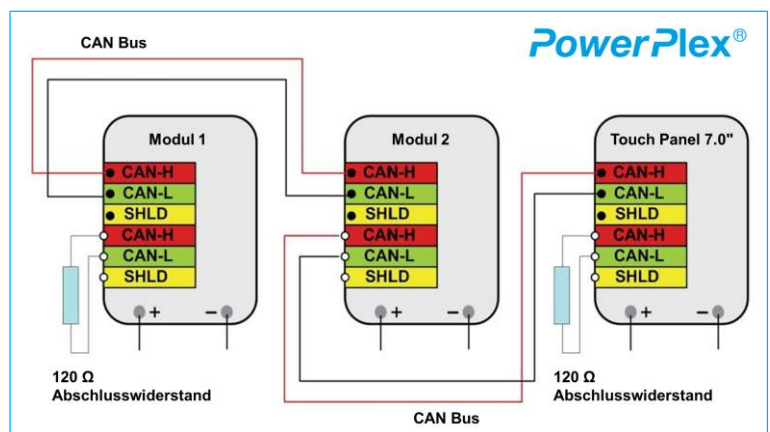 CAN Bus
PowerPlex®
Modul 1
CAN-H
CAN-L
SHLD
CAN-H
CAN-L
SHLD
+ −
Modul 2
CAN-H
CAN-L
SHLD
CAN-H
CAN-L
SHLD
+ −
Touch Panel 7.0"
CAN-H
CAN-L
SHLD
CAN-H
CAN-L
SHLD
+ −
120 Ω
Abschlusswiderstand
CAN Bus
120 Ω
Abschlusswiderstand